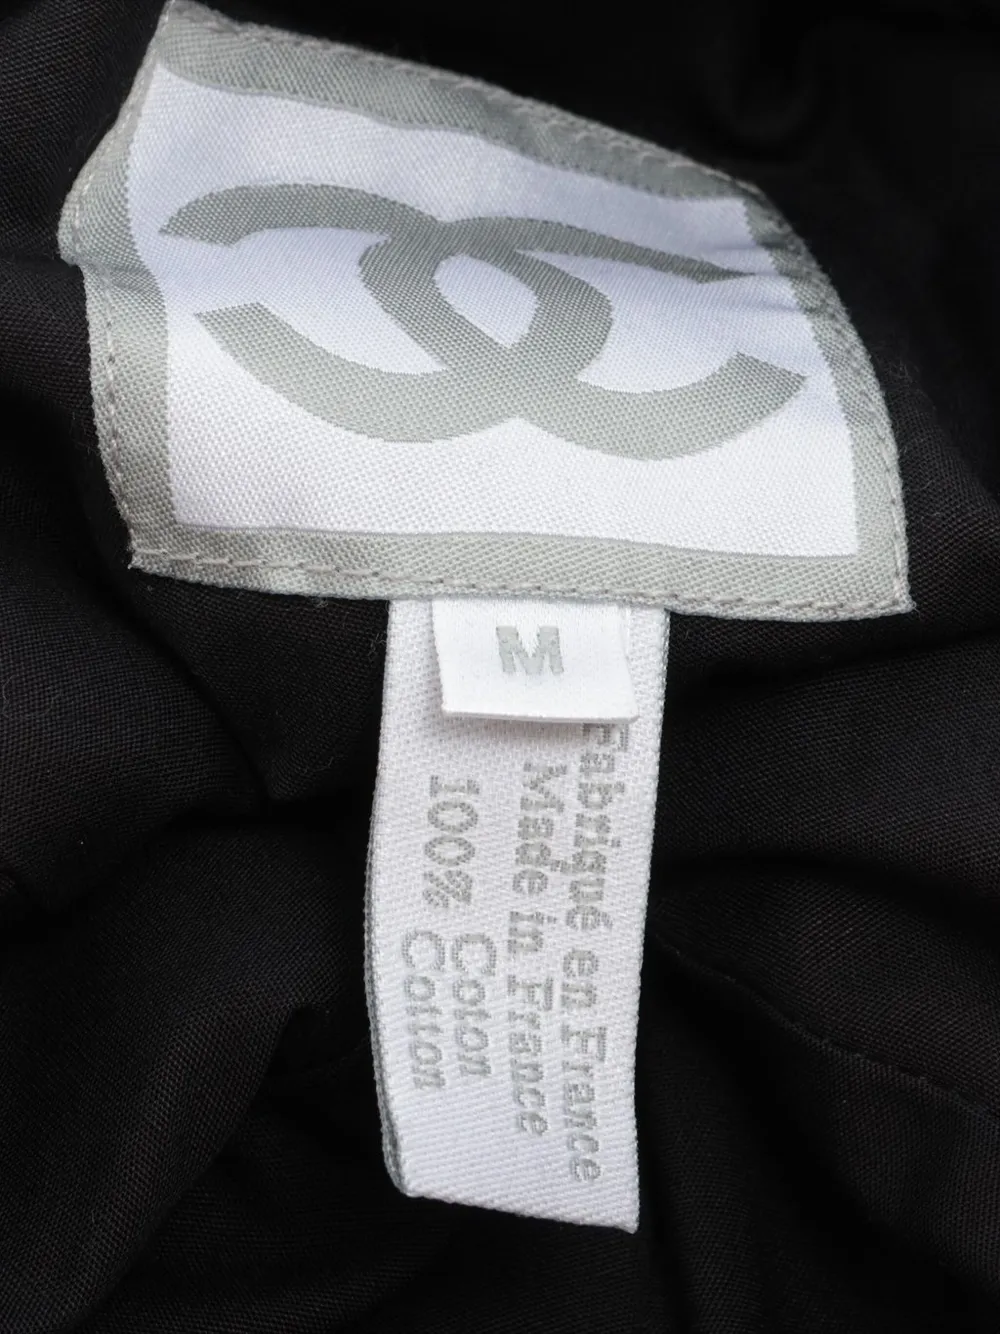 M
Fabriqué en France
Made in France
100% Coton
Cotton